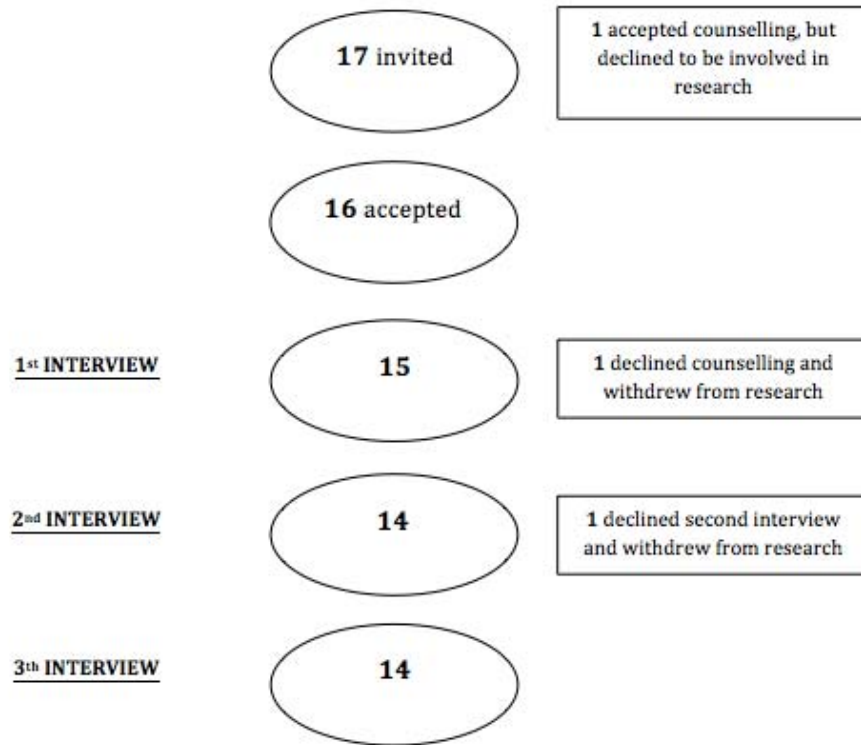 17 invited
1 accepted counselling, but
declined to be involved in
research
16 accepted
1st INTERVIEW
15
1 declined counselling and
withdrew from research
2nd INTERVIEW
14
1 declined second interview
and withdrew from research
3th INTERVIEW
14